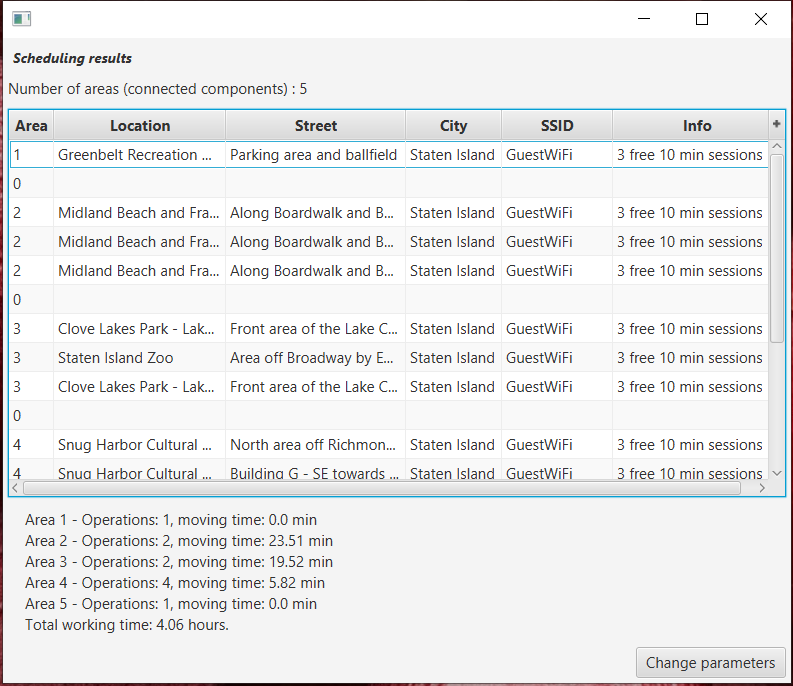 Scheduling results
Number of areas (connected components) : 5
Area Location Street City SSID Info +
1 Greenbelt Recreation ... Parking area and ballfield Staten Island GuestWiFi 3 free 10 min sessions
0
2 Midland Beach and Fra... Along Boardwalk and B... Staten Island GuestWiFi 3 free 10 min sessions
2 Midland Beach and Fra... Along Boardwalk and B... Staten Island GuestWiFi 3 free 10 min sessions
2 Midland Beach and Fra... Along Boardwalk and B... Staten Island GuestWiFi 3 free 10 min sessions
0
3 Clove Lakes Park - Lak... Front area of the Lake C... Staten Island GuestWiFi 3 free 10 min sessions
3 Staten Island Zoo Area off Broadway by E... Staten Island GuestWiFi 3 free 10 min sessions
3 Clove Lakes Park - Lak... Front area of the Lake C... Staten Island GuestWiFi 3 free 10 min sessions
0
4 Snug Harbor Cultural ... North area off Richmon... Staten Island GuestWiFi 3 free 10 min sessions
4 Snug Harbor Cultural ... Building G - SE towards ... Staten Island GuestWiFi 3 free 10 min sessions
Area 1 - Operations: 1, moving time: 0.0 min
Area 2 - Operations: 2, moving time: 23.51 min
Area 3 - Operations: 2, moving time: 19.52 min
Area 4 - Operations: 4, moving time: 5.82 min
Area 5 - Operations: 1, moving time: 0.0 min
Total working time: 4.06 hours.
Change parameters